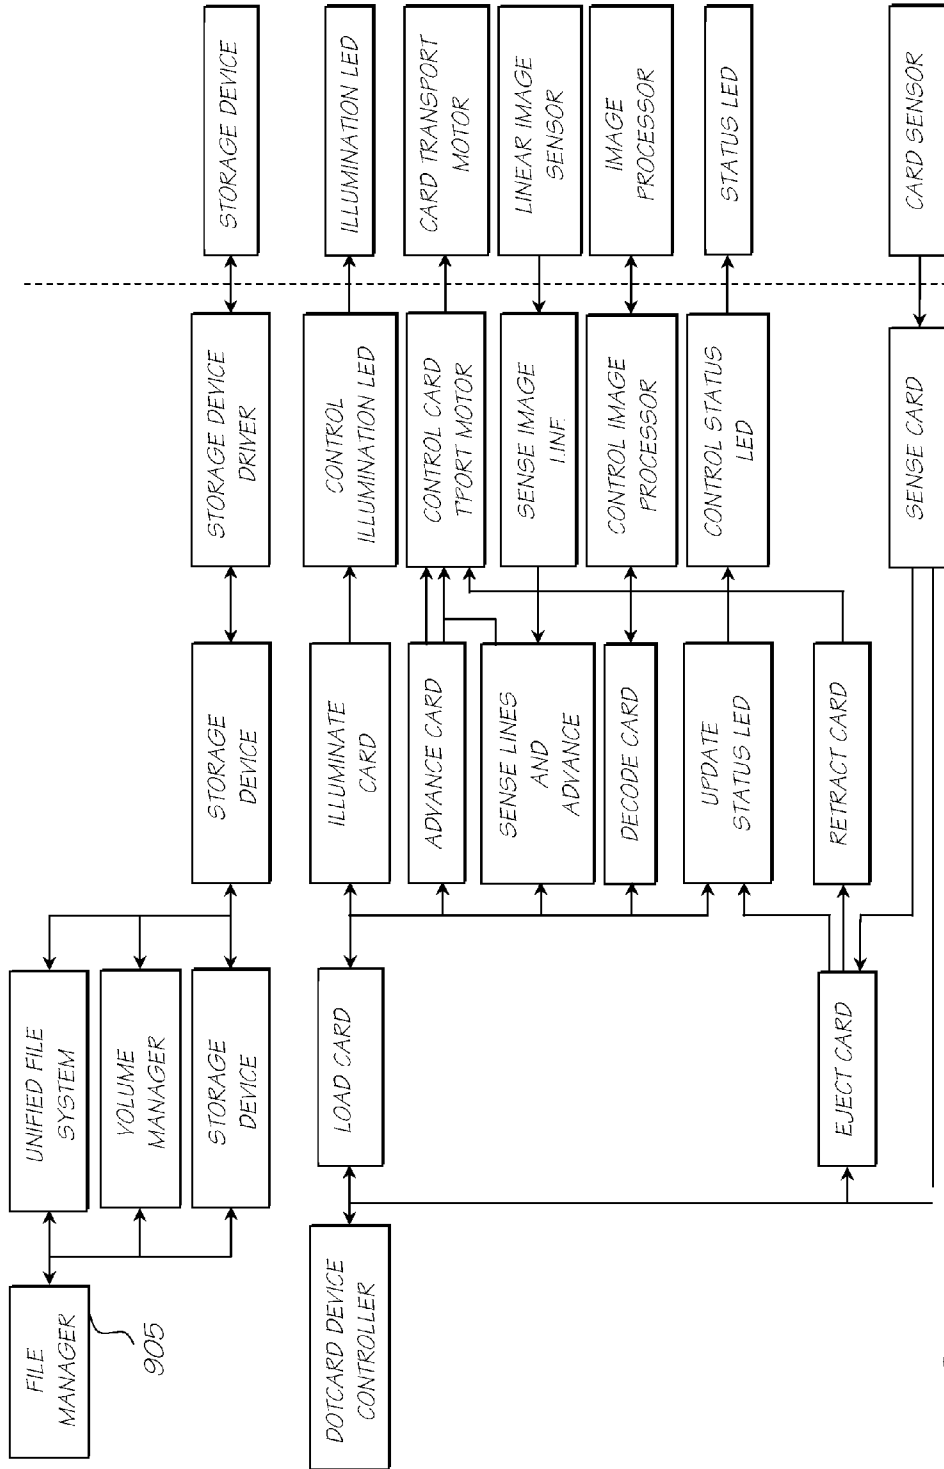 FILE
MANAGER
905
UNIFIED FILE
SYSTEM
VOLUME
MANAGER
STORAGE
DEVICE
STORAGE
DEVICE
STORAGE DEVICE
DRIVER
STORAGE DEVICE
DOTCARD DEVICE
CONTROLLER
LOAD CARD
ILLUMINATE
CARD
CONTROL
ILLUMINATION LED
ILLUMINATION LED
ADVANCE CARD
CONTROL CARD
T'PORT MOTOR
CARD TRANSPORT
MOTOR
SENSE LINES
AND
ADVANCE
SENSE IMAGE
LINE
LINEAR IMAGE
SENSOR
DECODE CARD
CONTROL IMAGE
PROCESSOR
IMAGE
PROCESSOR
UPDATE
STATUS LED
CONTROL STATUS
LED
STATUS LED
EJECT CARD
RETRACT CARD
SENSE CARD
CARD SENSOR